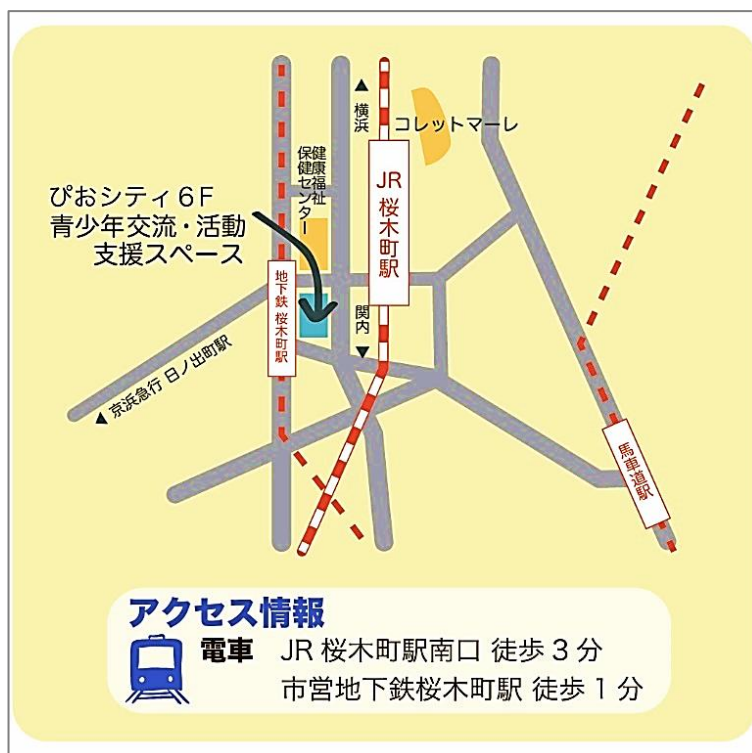 ▲ 横浜
コレットマーレ
健康福祉
保健センター
JR 桜木町駅
ぴおシティ 6F
青少年交流・活動
支援スペース
地下鉄 桜木町駅
関内 ▼
▲ 京浜急行 日ノ出町駅
馬車道駅
アクセス情報
電車 JR 桜木町駅南口 徒歩 3 分
市営地下鉄桜木町駅 徒歩 1 分